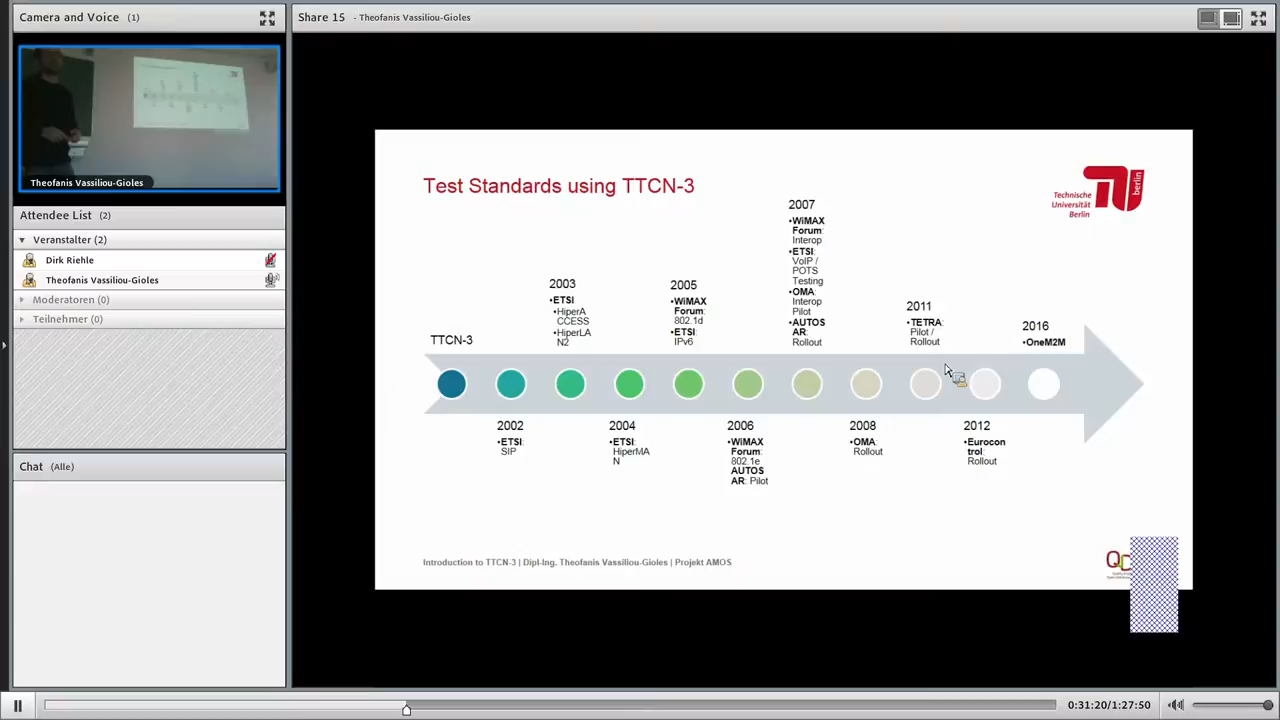 Camera and Voice (1)
Theofanis Vassiliou-Gioles
Attendee List (2)
Veranstalter (2)
Dirk Riehle
Theofanis Vassiliou-Gioles
Moderatoren (0)
Teilnehmer (0)
Chat (Alle)
Share 15 - Theofanis Vassiliou-Gioles
Test Standards using TTCN-3
Technische
Universität
Berlin
berlin
TTCN-3
2002
•ETSI:
SIP
2003
•ETSI
•HiperA
CCESS
•HiperLA
N2
2004
•ETSI:
HiperMA
N
2005
•WiMAX
Forum:
802.1d
•ETSI:
IPv6
2006
•WiMAX
Forum:
802.1e
AUTOS
AR: Pilot
2007
•WiMAX
Forum:
Interop
•ETSI:
VoIP /
POTS
Testing
•OMA:
Interop
Pilot
•AUTOS
AR:
Rollout
2008
•OMA:
Rollout
2011
•TETRA:
Pilot /
Rollout
2012
•Eurocon
trol:
Rollout
2016
•OneM2M
Introduction to TTCN-3 | Dipl-Ing. Theofanis Vassiliou-Gioles | Projekt AMOS
0:31:20/1:27:50